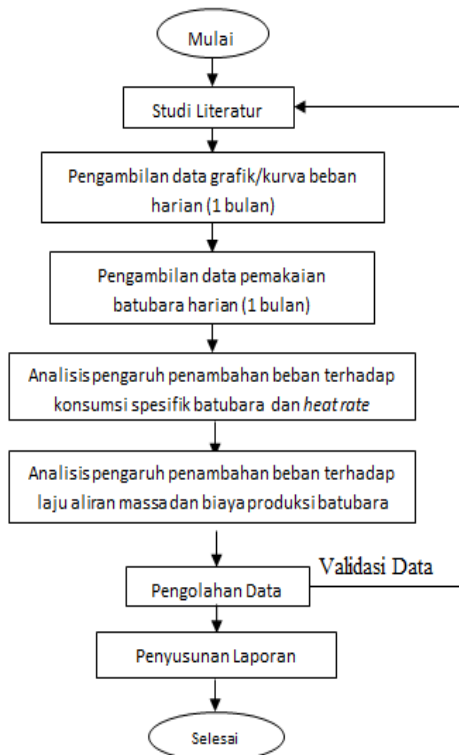 Mulai
Studi Literatur
Pengambilan data grafik/kurva beban
harian (1 bulan)
Pengambilan data pemakaian
batubara harian (1 bulan)
Analisis pengaruh penambahan beban terhadap
konsumsi spesifik batubara dan heat rate
Analisis pengaruh penambahan beban terhadap
laju aliran massa dan biaya produksi batubara
Validasi Data
Pengolahan Data
Penyusunan Laporan
Selesai